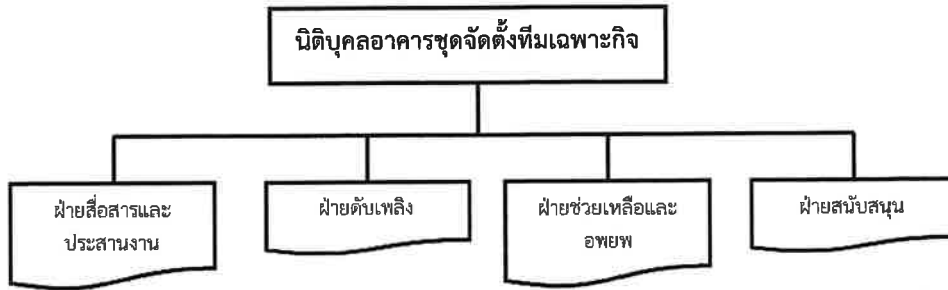 นิติบุคลอาคารชุดจัดตั้งทีมเฉพาะกิจ
ฝ่ายสื่อสารและ
ประสานงาน
ฝ่ายดับเพลิง
ฝ่ายช่วยเหลือและ
อพยพ
ฝ่ายสนับสนุน